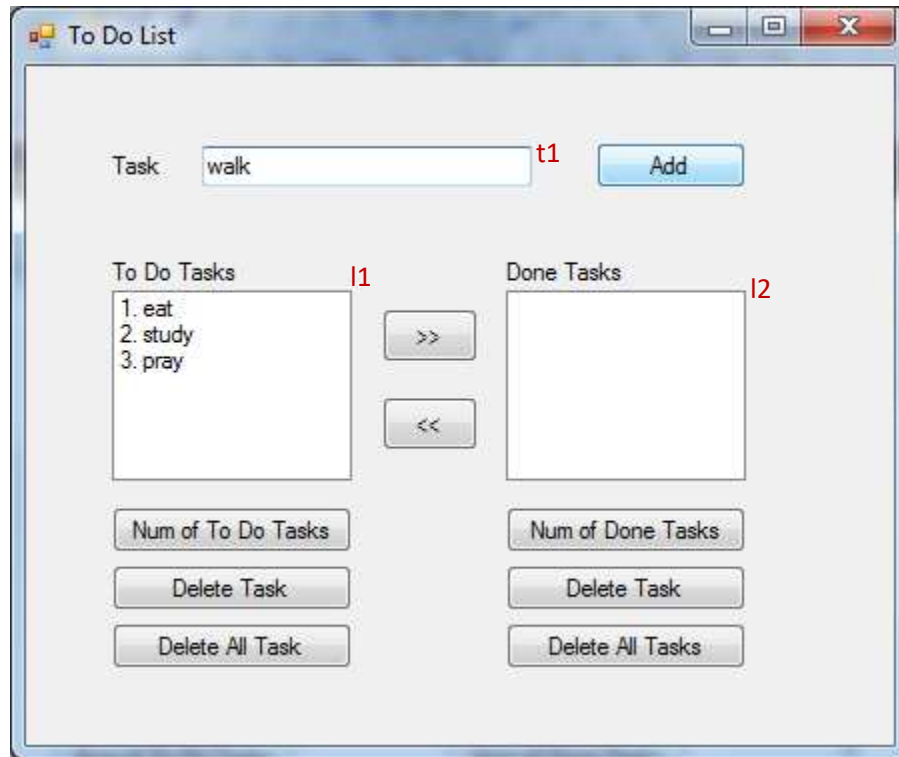 To Do List
Task walk t1 Add
To Do Tasks l1 Done Tasks l2
1. eat
2. study
3. pray
>>
<<
Num of To Do Tasks Num of Done Tasks
Delete Task Delete Task
Delete All Task Delete All Tasks